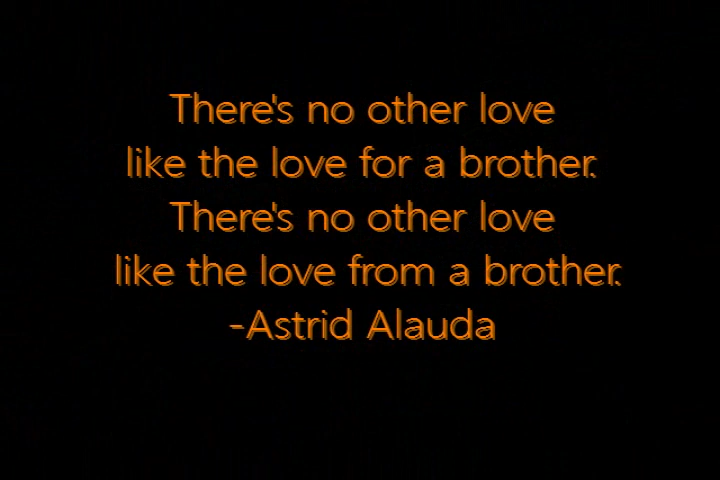 There's no other love
like the love for a brother.
There's no other love
like the love from a brother.
-Astrid Alauda